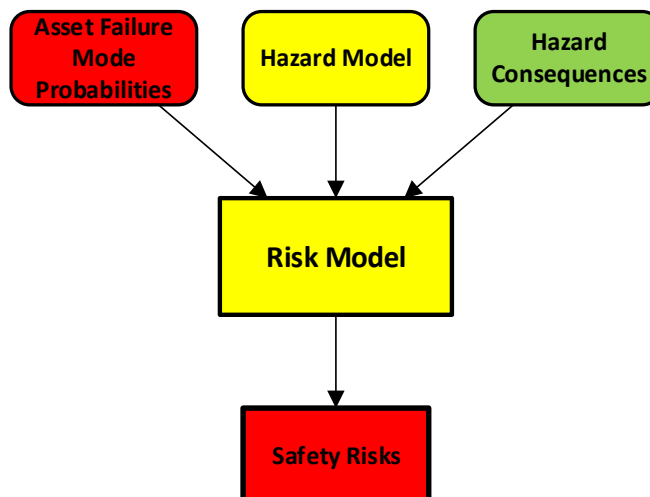 Asset Failure
Mode
Probabilities
Hazard Model
Hazard
Consequences
Risk Model
Safety Risks